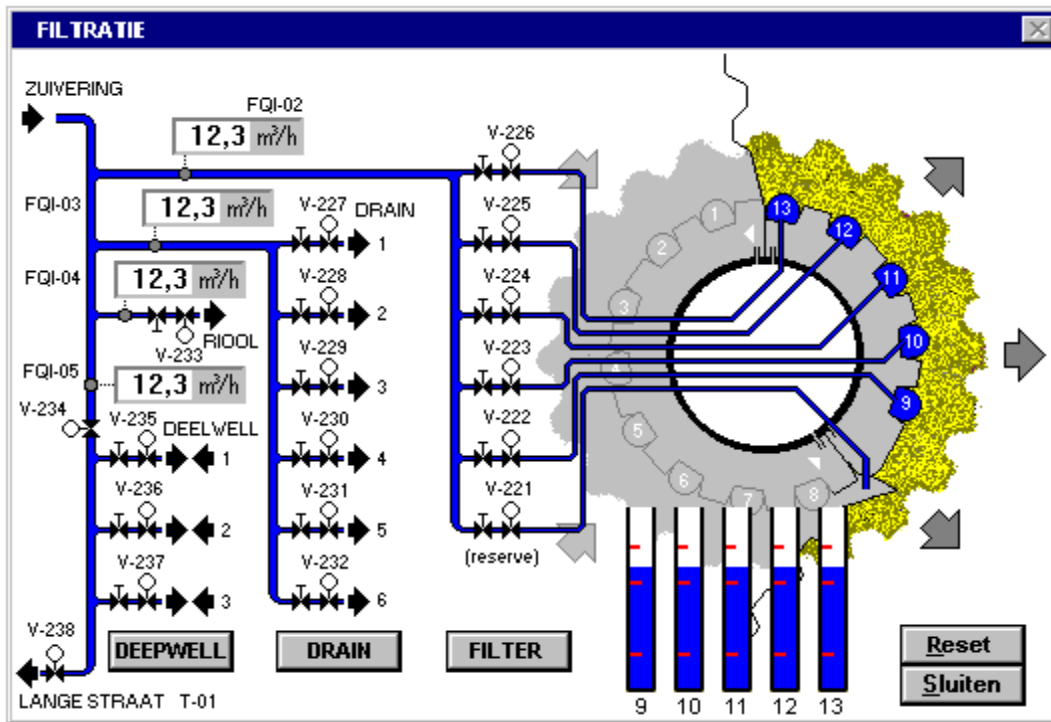 FILTRATIE
ZUIVERING
FQI-02
12,3 m³/h
V-226
FQI-03
12,3 m³/h
V-227 DRAIN
1
V-225
FQI-04
12,3 m³/h
V-228
2
V-224
RIOOL
V-233
V-229
3
V-223
FQI-05
12,3 m³/h
V-234
V-235 DEELWELL
1
V-230
4
V-222
V-236
2
V-231
5
V-221
(reserve)
V-237
3
V-232
6
V-238
LANGE STRAAT T-01
DEEPWELL
DRAIN
FILTER
1
2
3
4
5
6
7
8
9
10
11
12
13
9 10 11 12 13
Reset
Sluiten